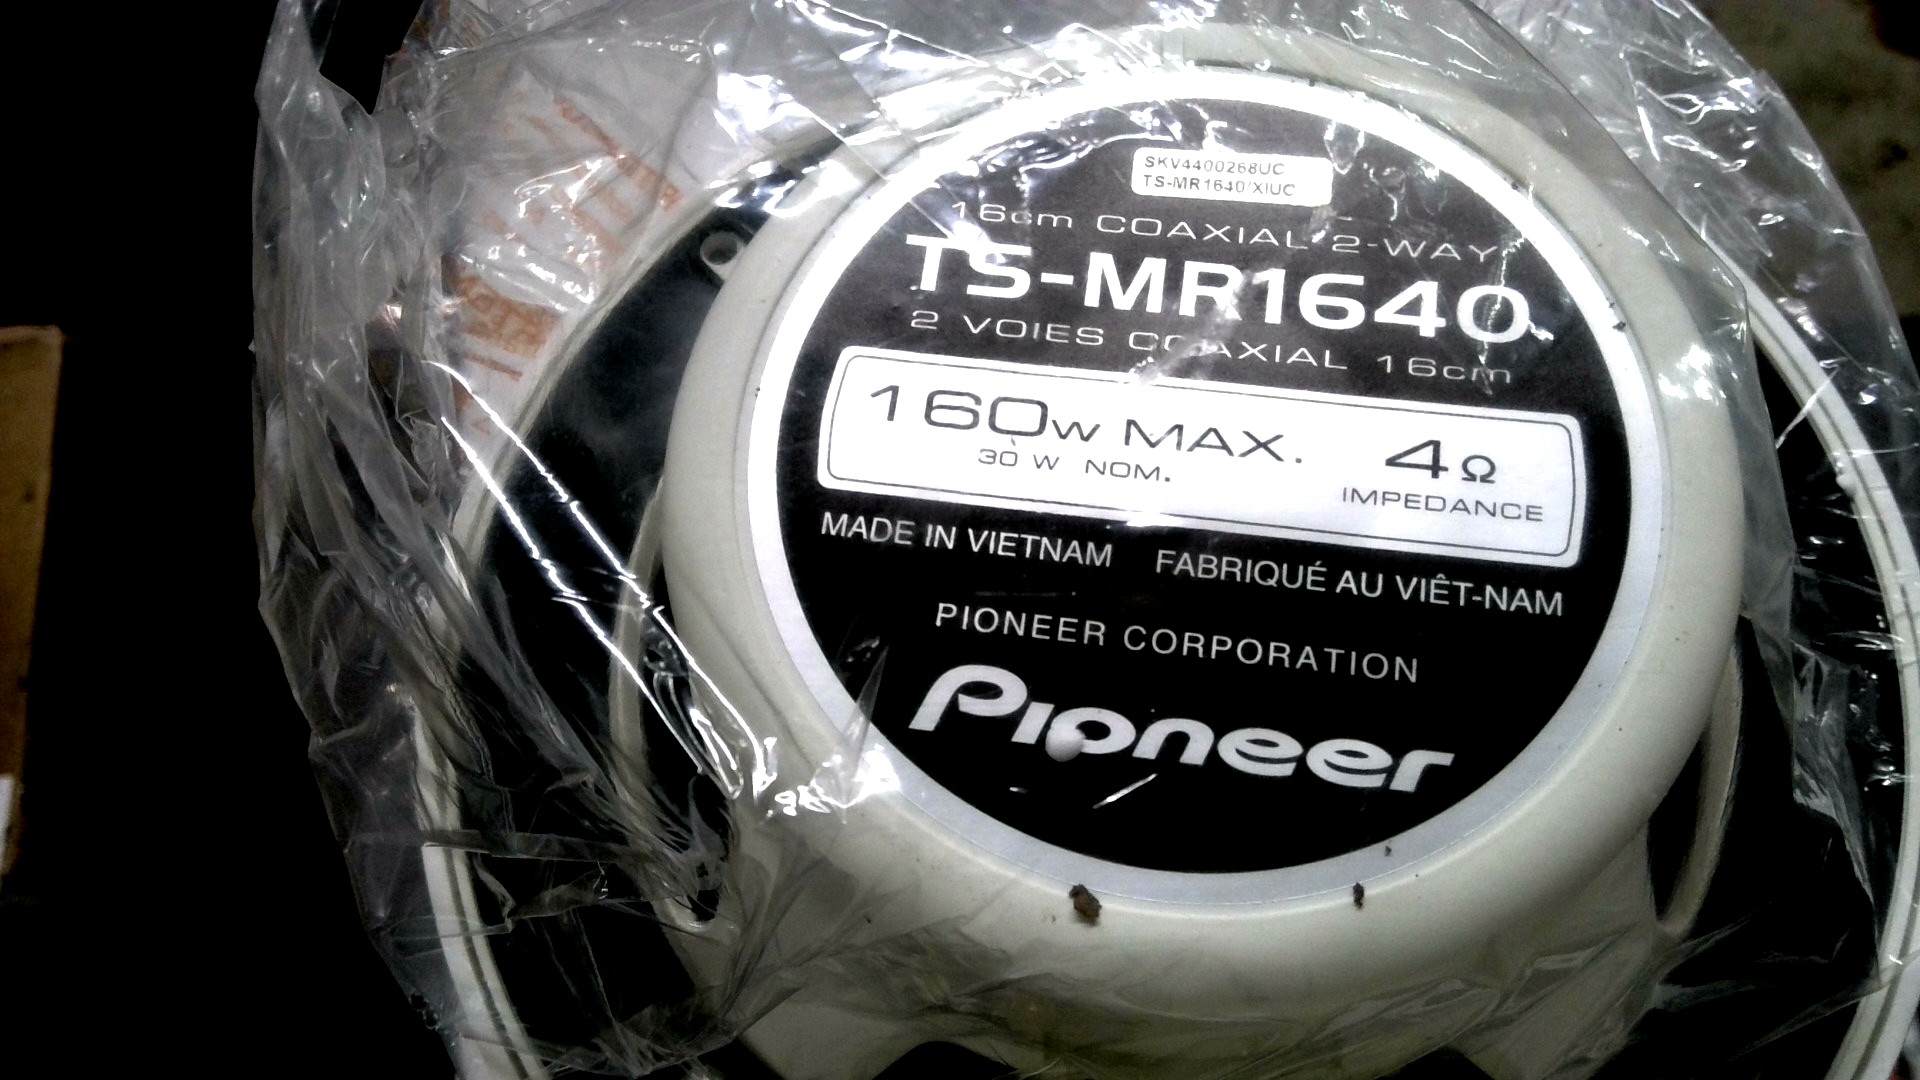 SKV4400268UC
TS-MR1640/XIUC
16cm COAXIAL 2-WAY
TS-MR1640
2 VOIES COAXIAL 16cm
160W MAX. 4Ω
30 W NOM. IMPEDANCE
MADE IN VIETNAM FABRIQUÉ AU VIÊT-NAM
PIONEER CORPORATION
Pioneer